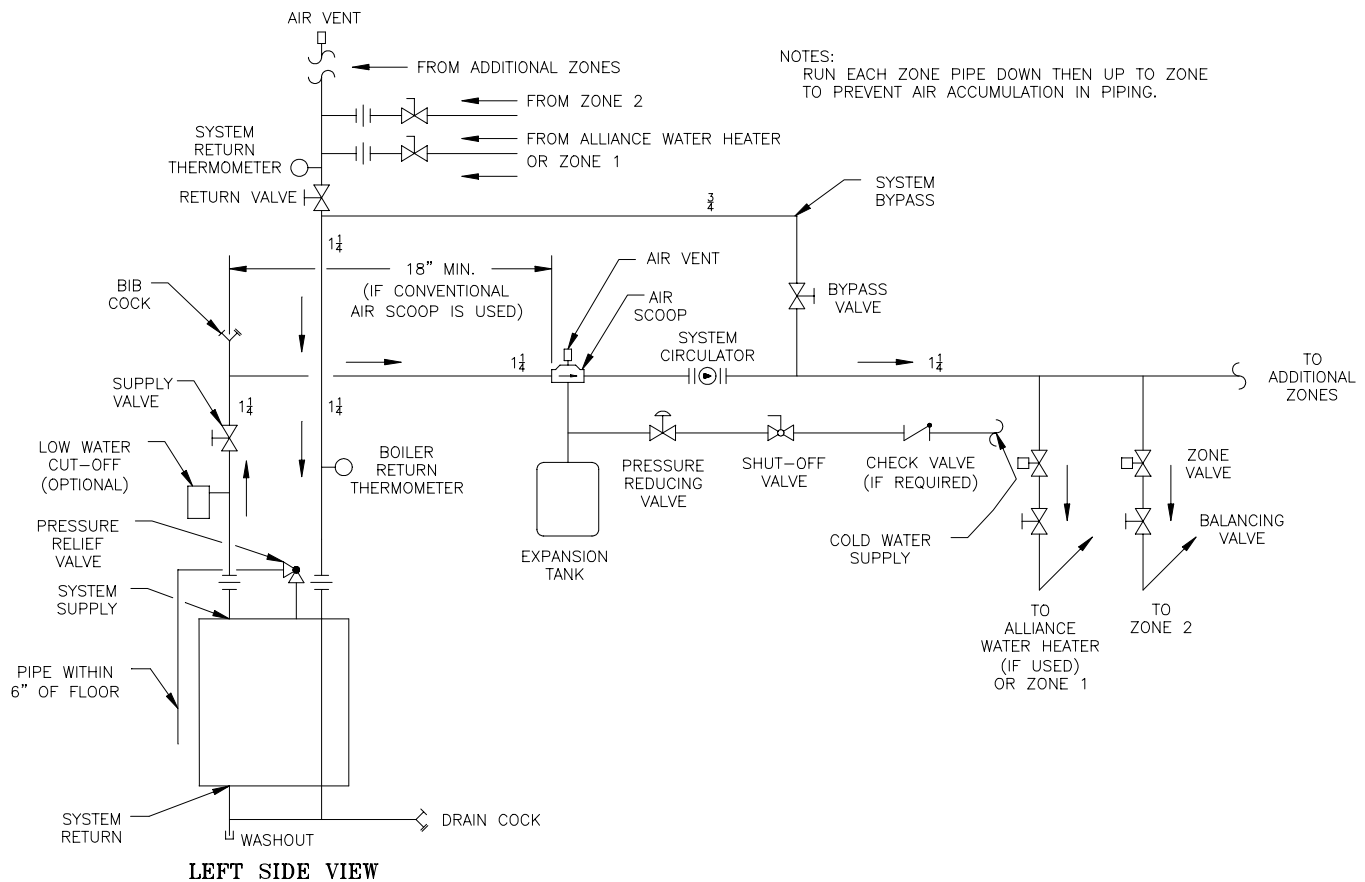 AIR VENT
FROM ADDITIONAL ZONES
NOTES:
RUN EACH ZONE PIPE DOWN THEN UP TO ZONE
TO PREVENT AIR ACCUMULATION IN PIPING.
FROM ZONE 2
SYSTEM
RETURN
THERMOMETER
FROM ALLIANCE WATER HEATER
OR ZONE 1
RETURN VALVE
3/4
SYSTEM
BYPASS
1 1/4
18" MIN.
(IF CONVENTIONAL
AIR SCOOP IS USED)
AIR VENT
AIR
SCOOP
BIB
COCK
BYPASS
VALVE
SYSTEM
CIRCULATOR
1 1/4
1 1/4
TO
ADDITIONAL
ZONES
SUPPLY
VALVE
1 1/4
1 1/4
LOW WATER
CUT-OFF
(OPTIONAL)
BOILER
RETURN
THERMOMETER
PRESSURE
REDUCING
VALVE
SHUT-OFF
VALVE
CHECK VALVE
(IF REQUIRED)
ZONE
VALVE
PRESSURE
RELIEF
VALVE
EXPANSION
TANK
COLD WATER
SUPPLY
BALANCING
VALVE
SYSTEM
SUPPLY
TO
ALLIANCE
WATER HEATER
(IF USED)
OR ZONE 1
TO
ZONE 2
PIPE WITHIN
6" OF FLOOR
SYSTEM
RETURN
WASHOUT
DRAIN COCK
LEFT SIDE VIEW